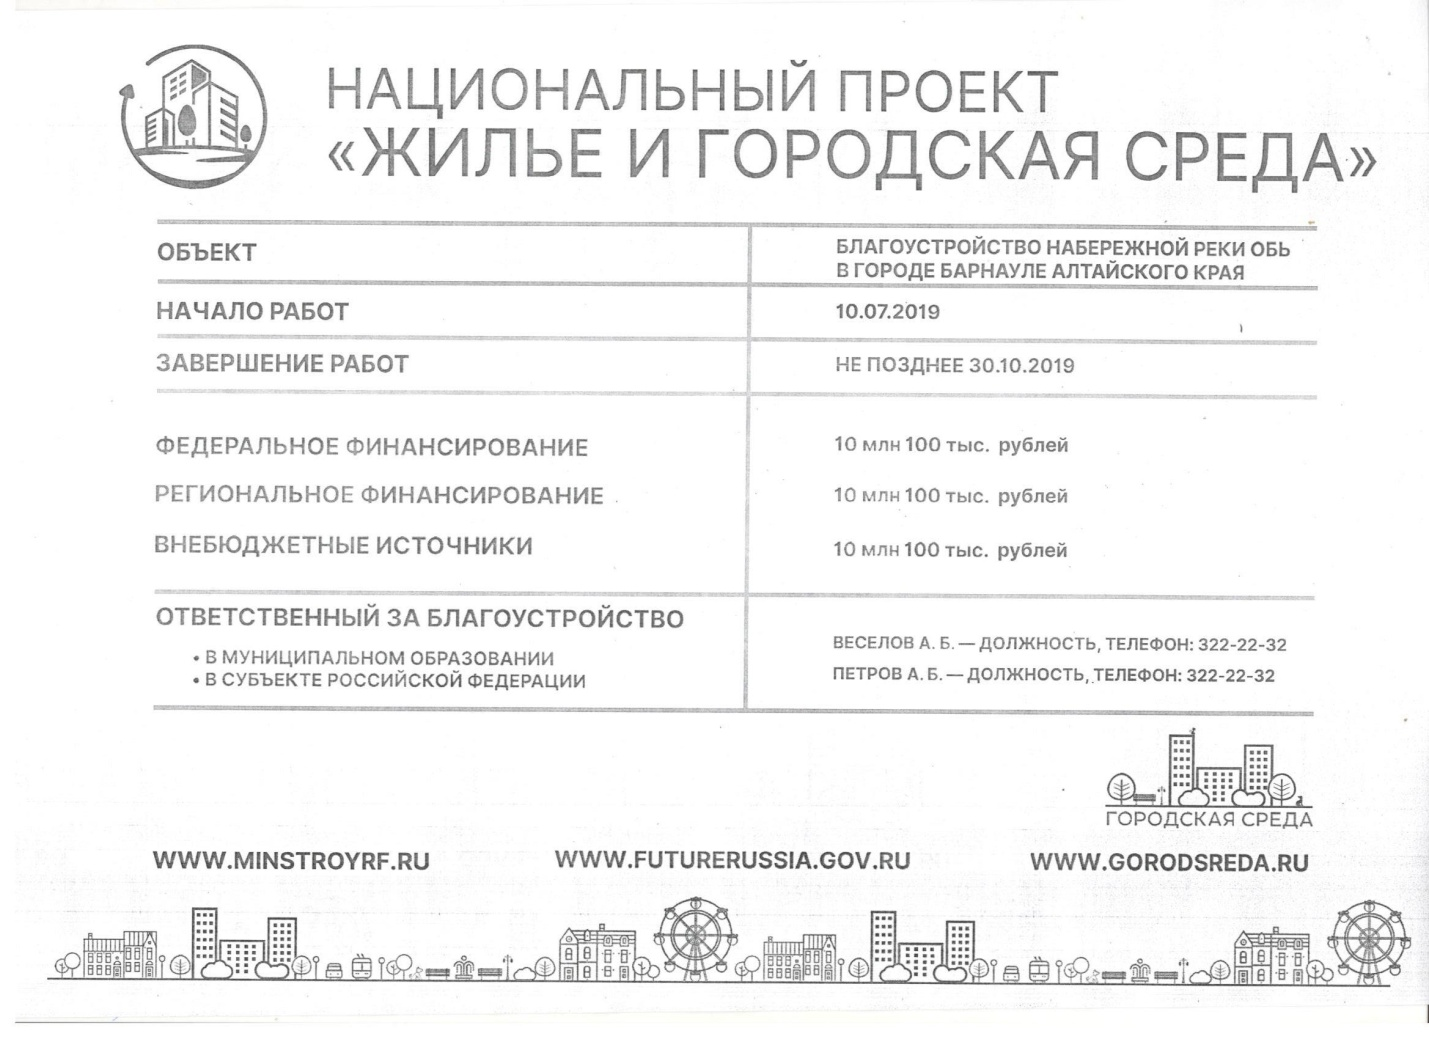 НАЦИОНАЛЬНЫЙ ПРОЕКТ
«ЖИЛЬЕ И ГОРОДСКАЯ СРЕДА»
ОБЪЕКТ
БЛАГОУСТРОЙСТВО НАБЕРЕЖНОЙ РЕКИ ОБЬ
В ГОРОДЕ БАРНАУЛЕ АЛТАЙСКОГО КРАЯ
НАЧАЛО РАБОТ
10.07.2019
ЗАВЕРШЕНИЕ РАБОТ
НЕ ПОЗДНЕЕ 30.10.2019
ФЕДЕРАЛЬНОЕ ФИНАНСИРОВАНИЕ
10 млн 100 тыс. рублей
РЕГИОНАЛЬНОЕ ФИНАНСИРОВАНИЕ
10 млн 100 тыс. рублей
ВНЕБЮДЖЕТНЫЕ ИСТОЧНИКИ
10 млн 100 тыс. рублей
ОТВЕТСТВЕННЫЙ ЗА БЛАГОУСТРОЙСТВО
• В МУНИЦИПАЛЬНОМ ОБРАЗОВАНИИ
• В СУБЪЕКТЕ РОССИЙСКОЙ ФЕДЕРАЦИИ
ВЕСЕЛОВ А. Б. — ДОЛЖНОСТЬ, ТЕЛЕФОН: 322-22-32
ПЕТРОВ А. Б. — ДОЛЖНОСТЬ, ТЕЛЕФОН: 322-22-32
ГОРОДСКАЯ СРЕДА
WWW.MINSTROYRF.RU
WWW.FUTURERUSSIA.GOV.RU
WWW.GORODSREDA.RU